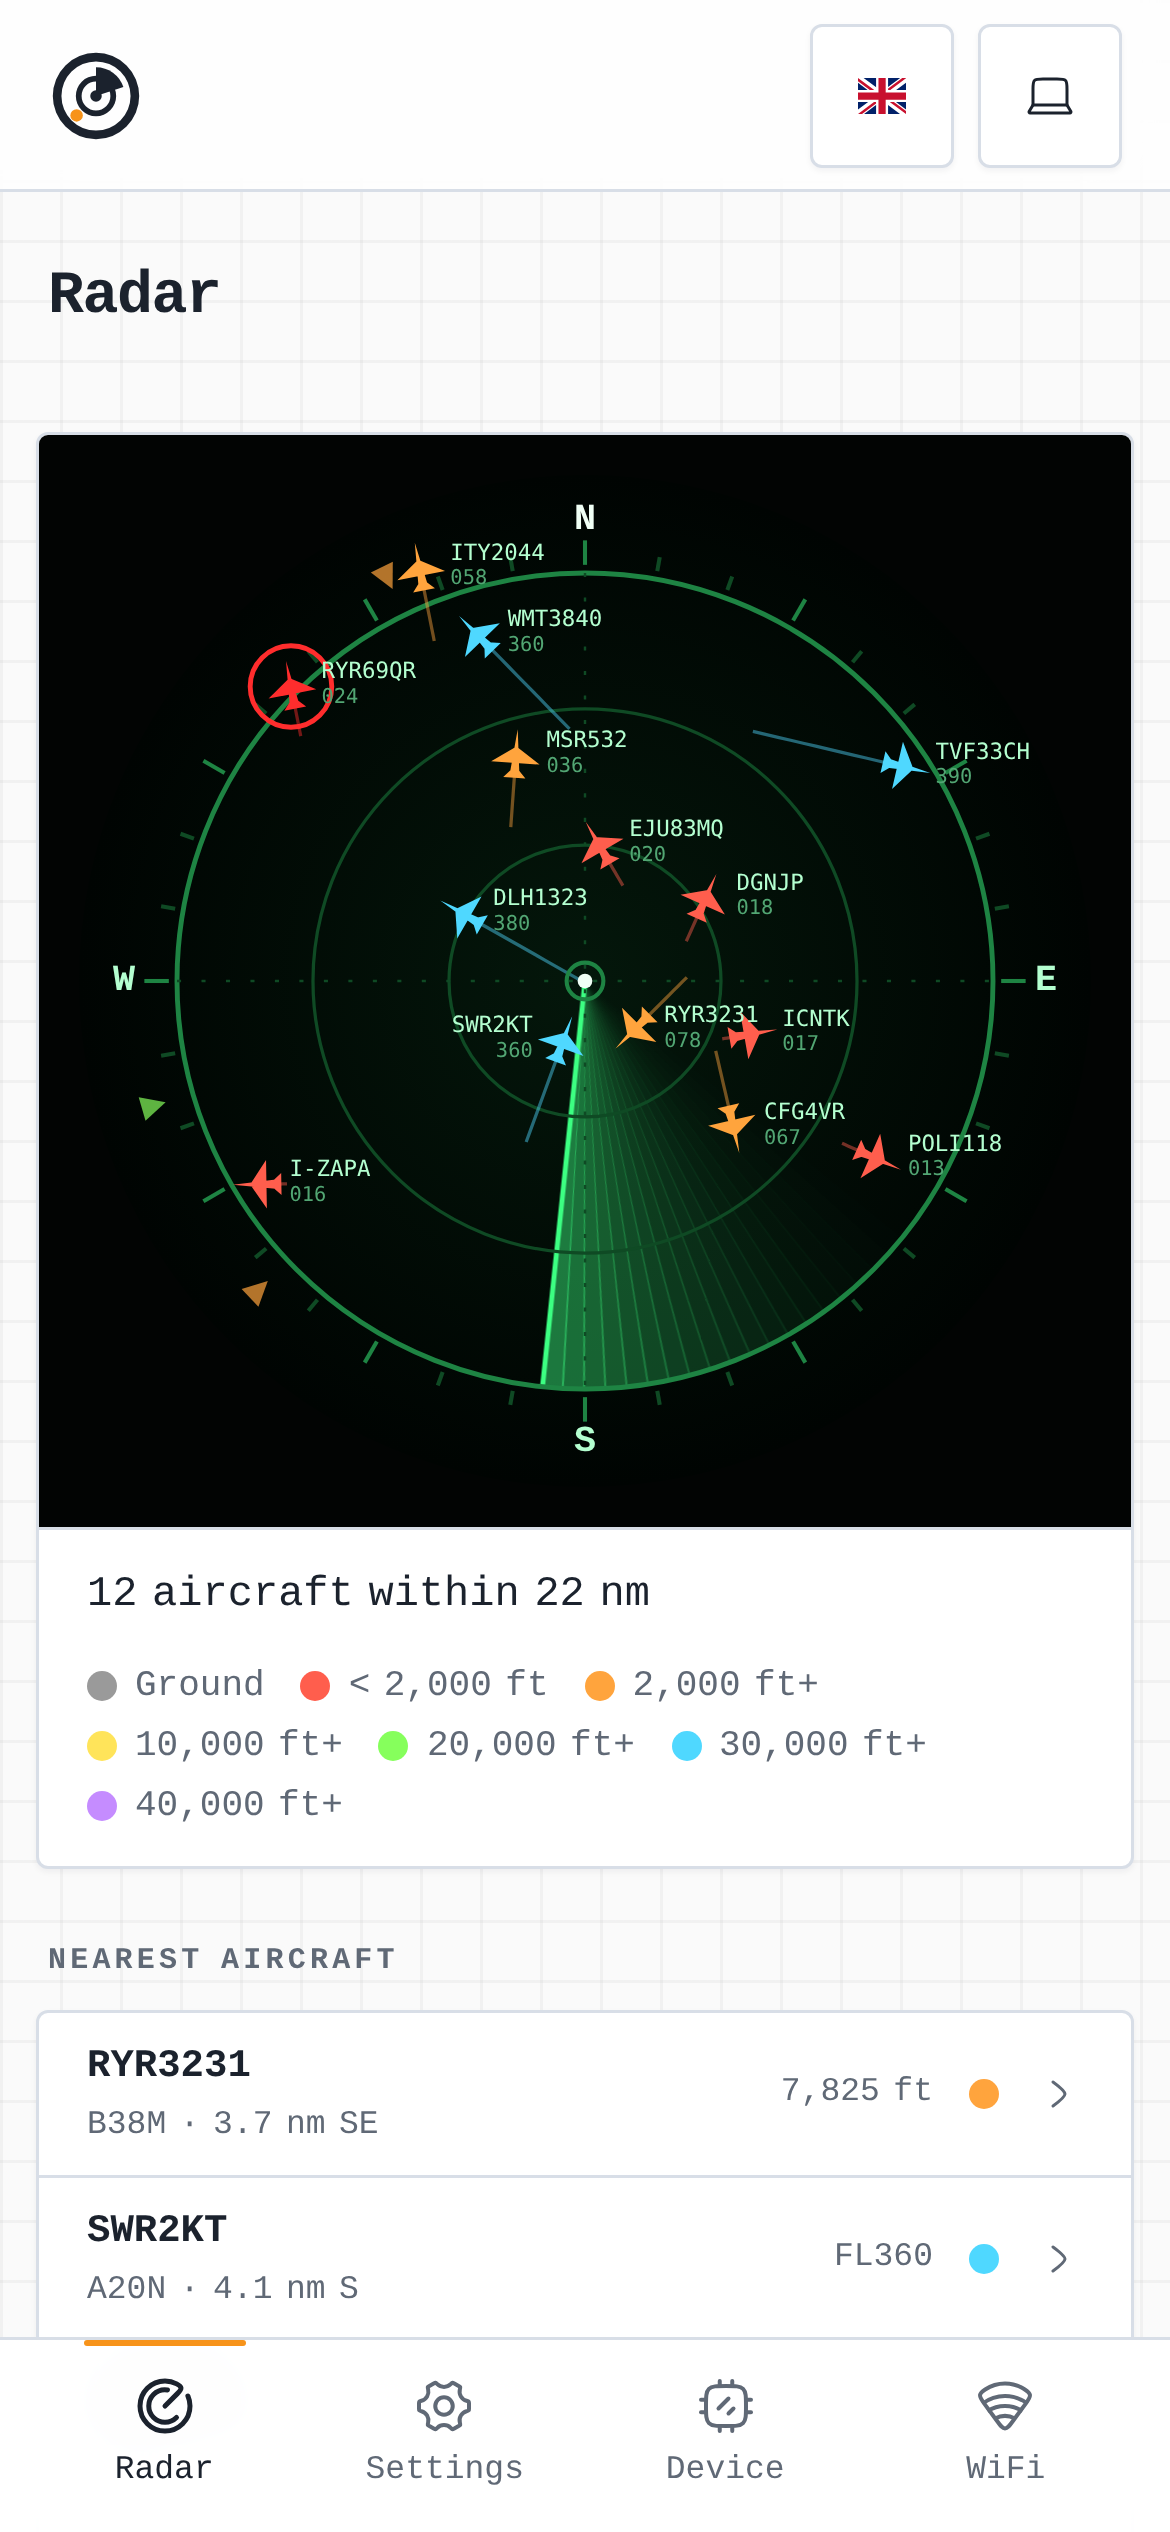 Radar
N
ITY2044
058
WMT3840
360
RYR69QR
024
MSR532
036
TVF33CH
390
EJU83MQ
020
DGNJP
018
DLH1323
380
W
E
SWR2KT
360
RYR3231
078
ICNTK
017
CFG4VR
067
POLI118
013
I-ZAPA
016
S
12 aircraft within 22 nm
Ground < 2,000 ft 2,000 ft+
10,000 ft+ 20,000 ft+ 30,000 ft+
40,000 ft+
NEAREST AIRCRAFT
RYR3231
7,825 ft
B38M · 3.7 nm SE
SWR2KT
FL360
A20N · 4.1 nm S
Radar Settings Device WiFi